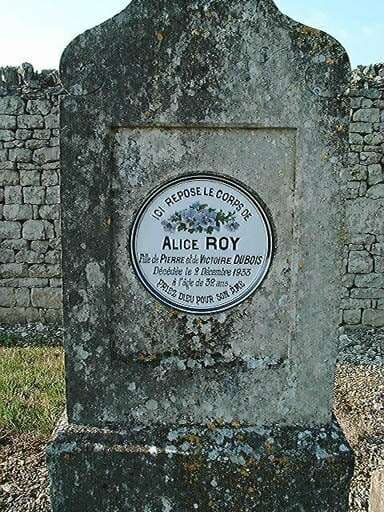 ICI REPOSE LE CORPS DE
ALICE ROY
Fille de PIERRE et de VICTOIRE DUBOIS
Décédée le 2 Décembre 1933
à l'âge de 32 ans
PRIEZ DIEU POUR SON ÂME